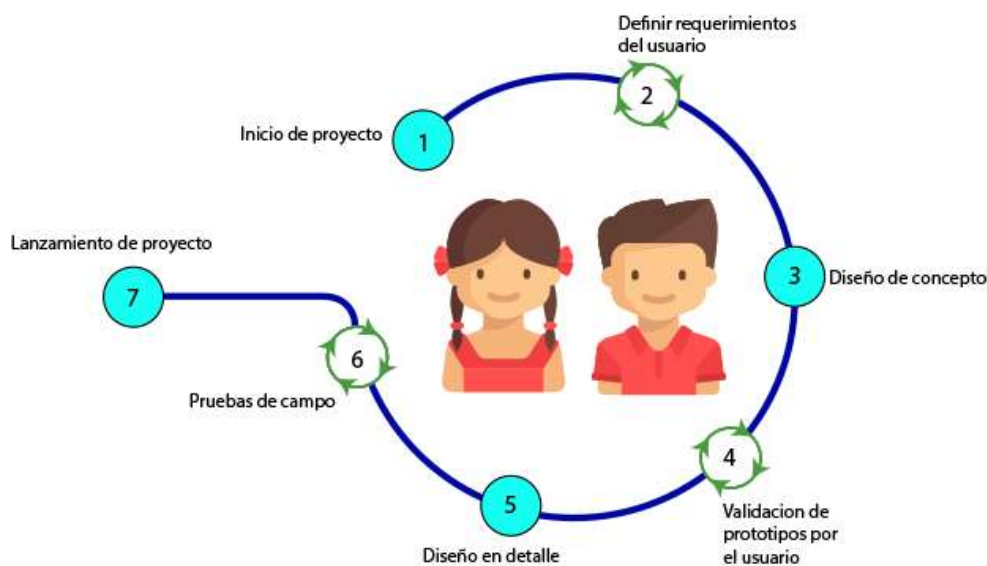 1
Inicio de proyecto
2
Definir requerimientos
del usuario
3
Diseño de concepto
4
Validacion de
prototipos por
el usuario
5
Diseño en detalle
6
Pruebas de campo
7
Lanzamiento de proyecto